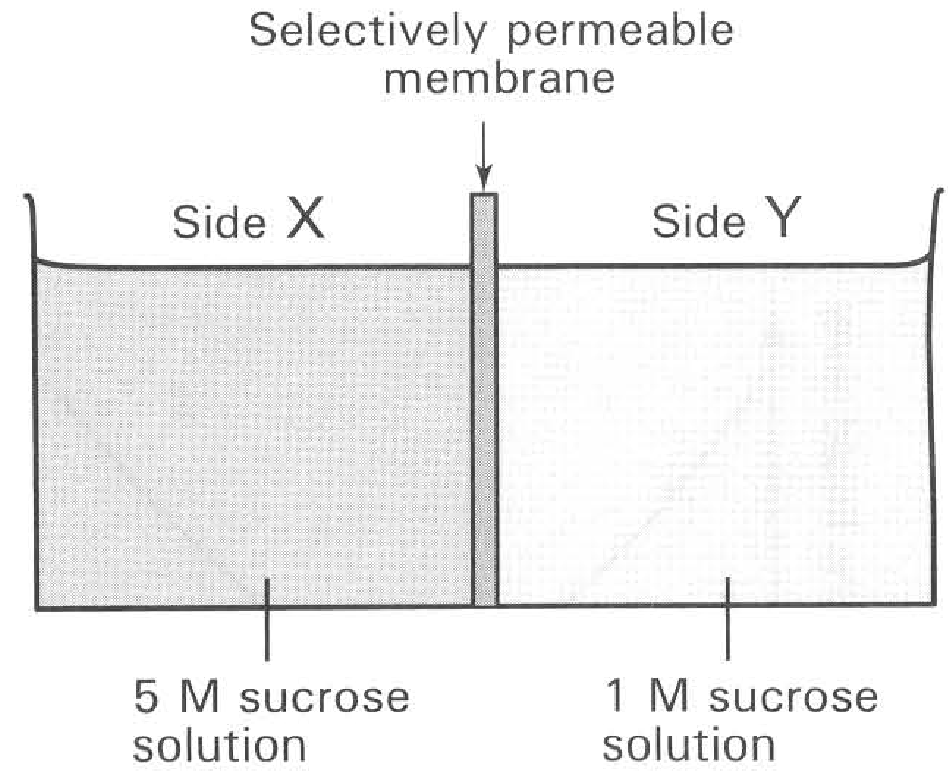 Selectively permeable
membrane
Side X
Side Y
5 M sucrose
solution
1 M sucrose
solution